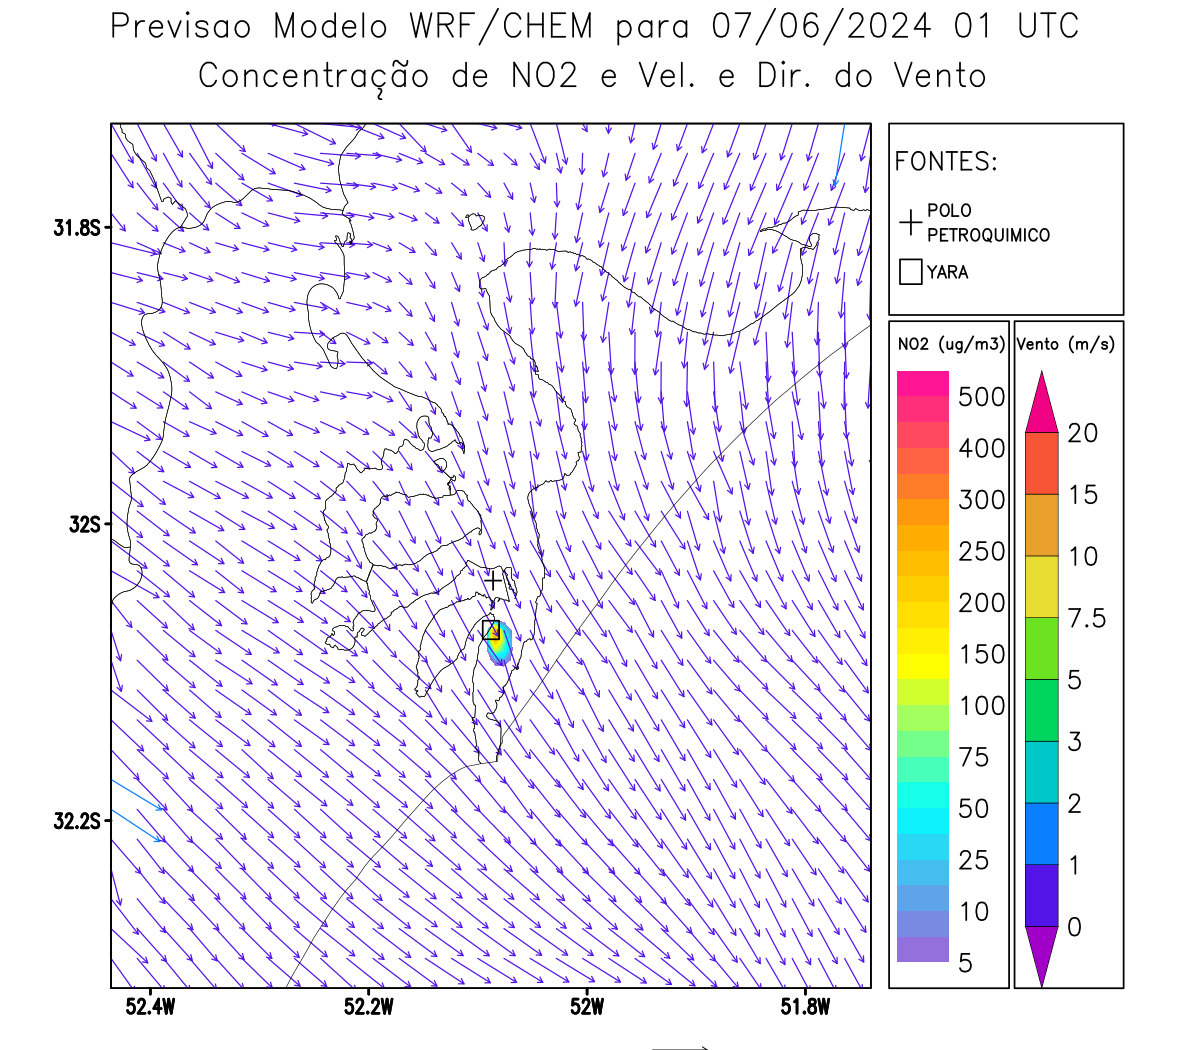 Previsao Modelo WRF/CHEM para 07/06/2024 01 UTC
Concentração de NO2 e Vel. e Dir. do Vento
FONTES:
POLO
PETROQUIMICO
YARA
31.8S
32S
32.2S
52.4W
52.2W
52W
51.8W
NO2 (ug/m3)
500
400
300
250
200
150
100
75
50
25
10
5
Vento (m/s)
20
15
10
7.5
5
3
2
1
0